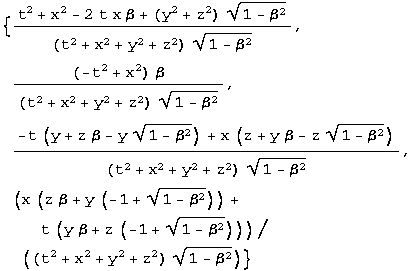 {(t² + x² - 2 t x β + (y² + z²) √(1 - β²)) / ((t² + x² + y² + z²) √(1 - β²)),
((-t² + x²) β) / ((t² + x² + y² + z²) √(1 - β²)),
(-t (y + z β - y √(1 - β²)) + x (z + y β - z √(1 - β²))) / ((t² + x² + y² + z²) √(1 - β²)),
(x (z β + y (-1 + √(1 - β²))) +
t (y β + z (-1 + √(1 - β²)))) /
((t² + x² + y² + z²) √(1 - β²))}